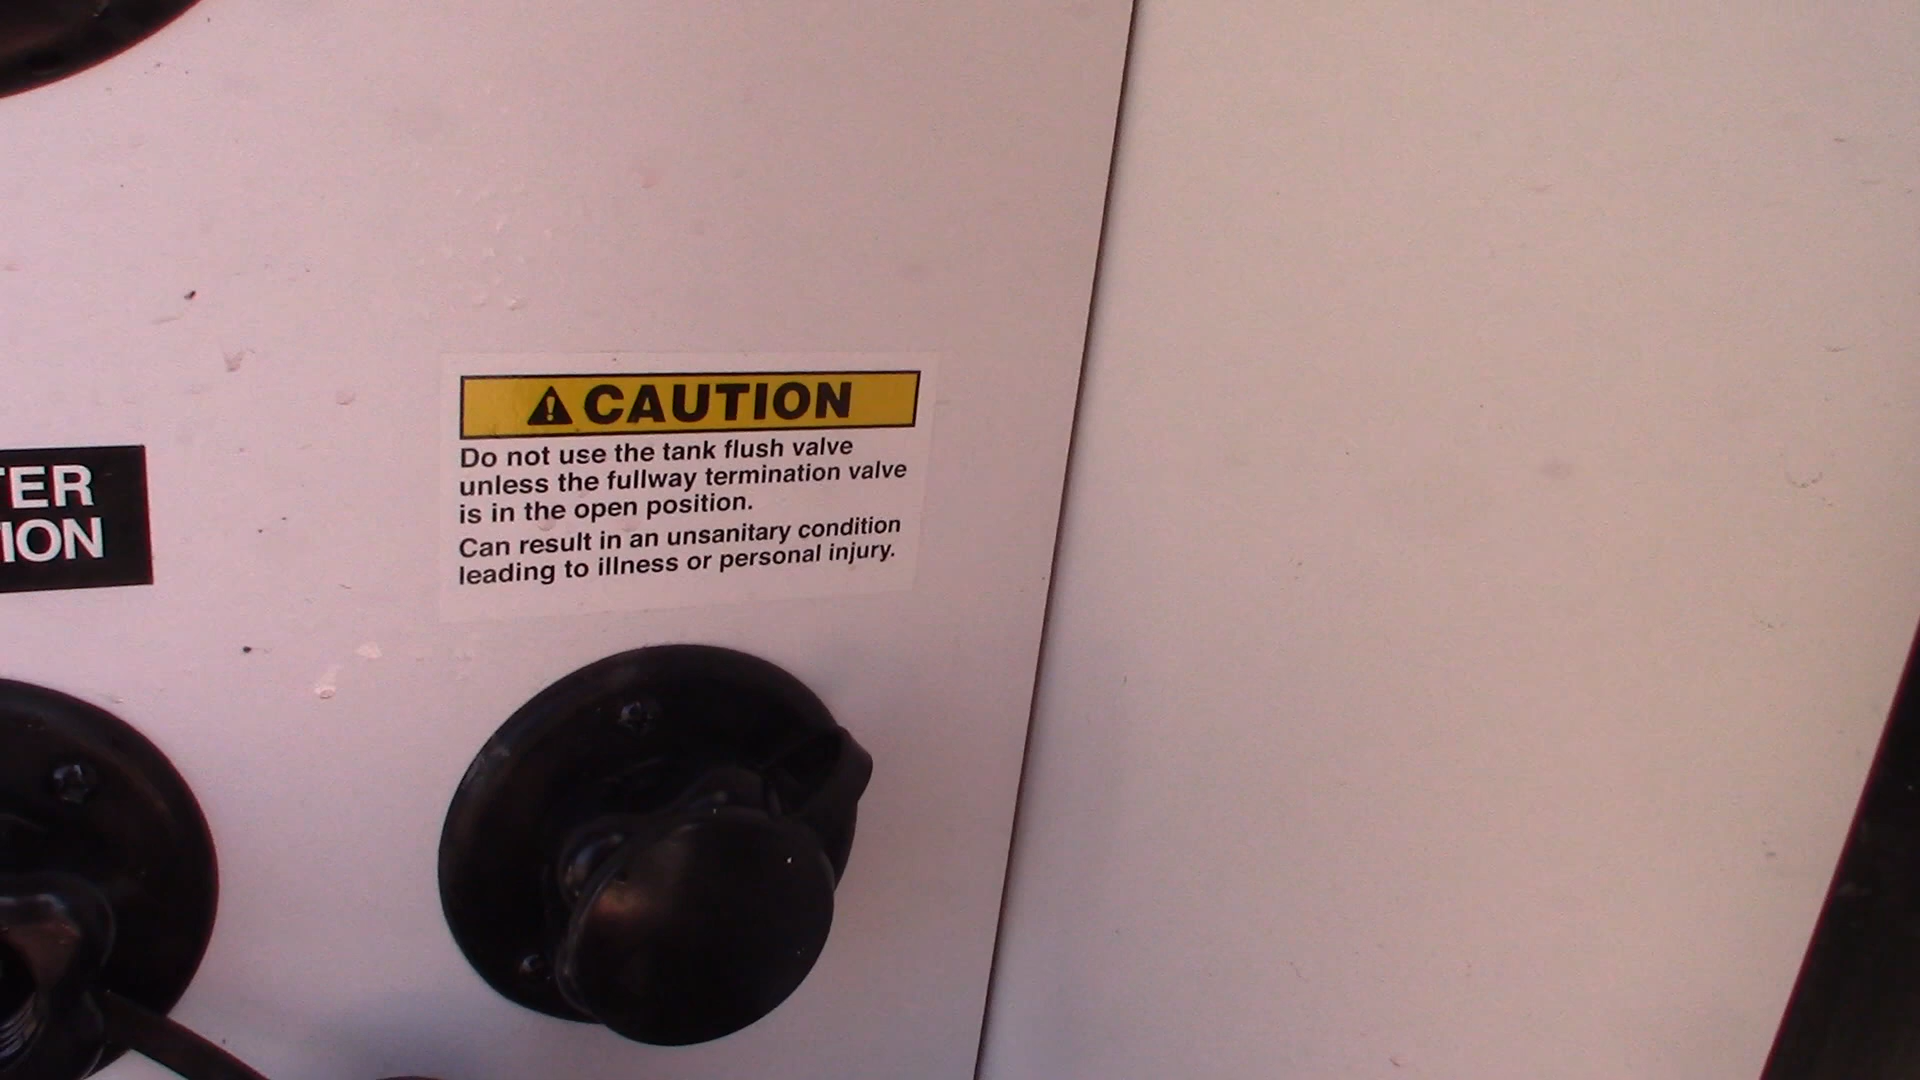 TER
ION
CAUTION
Do not use the tank flush valve
unless the fullway termination valve
is in the open position.
Can result in an unsanitary condition
leading to illness or personal injury.